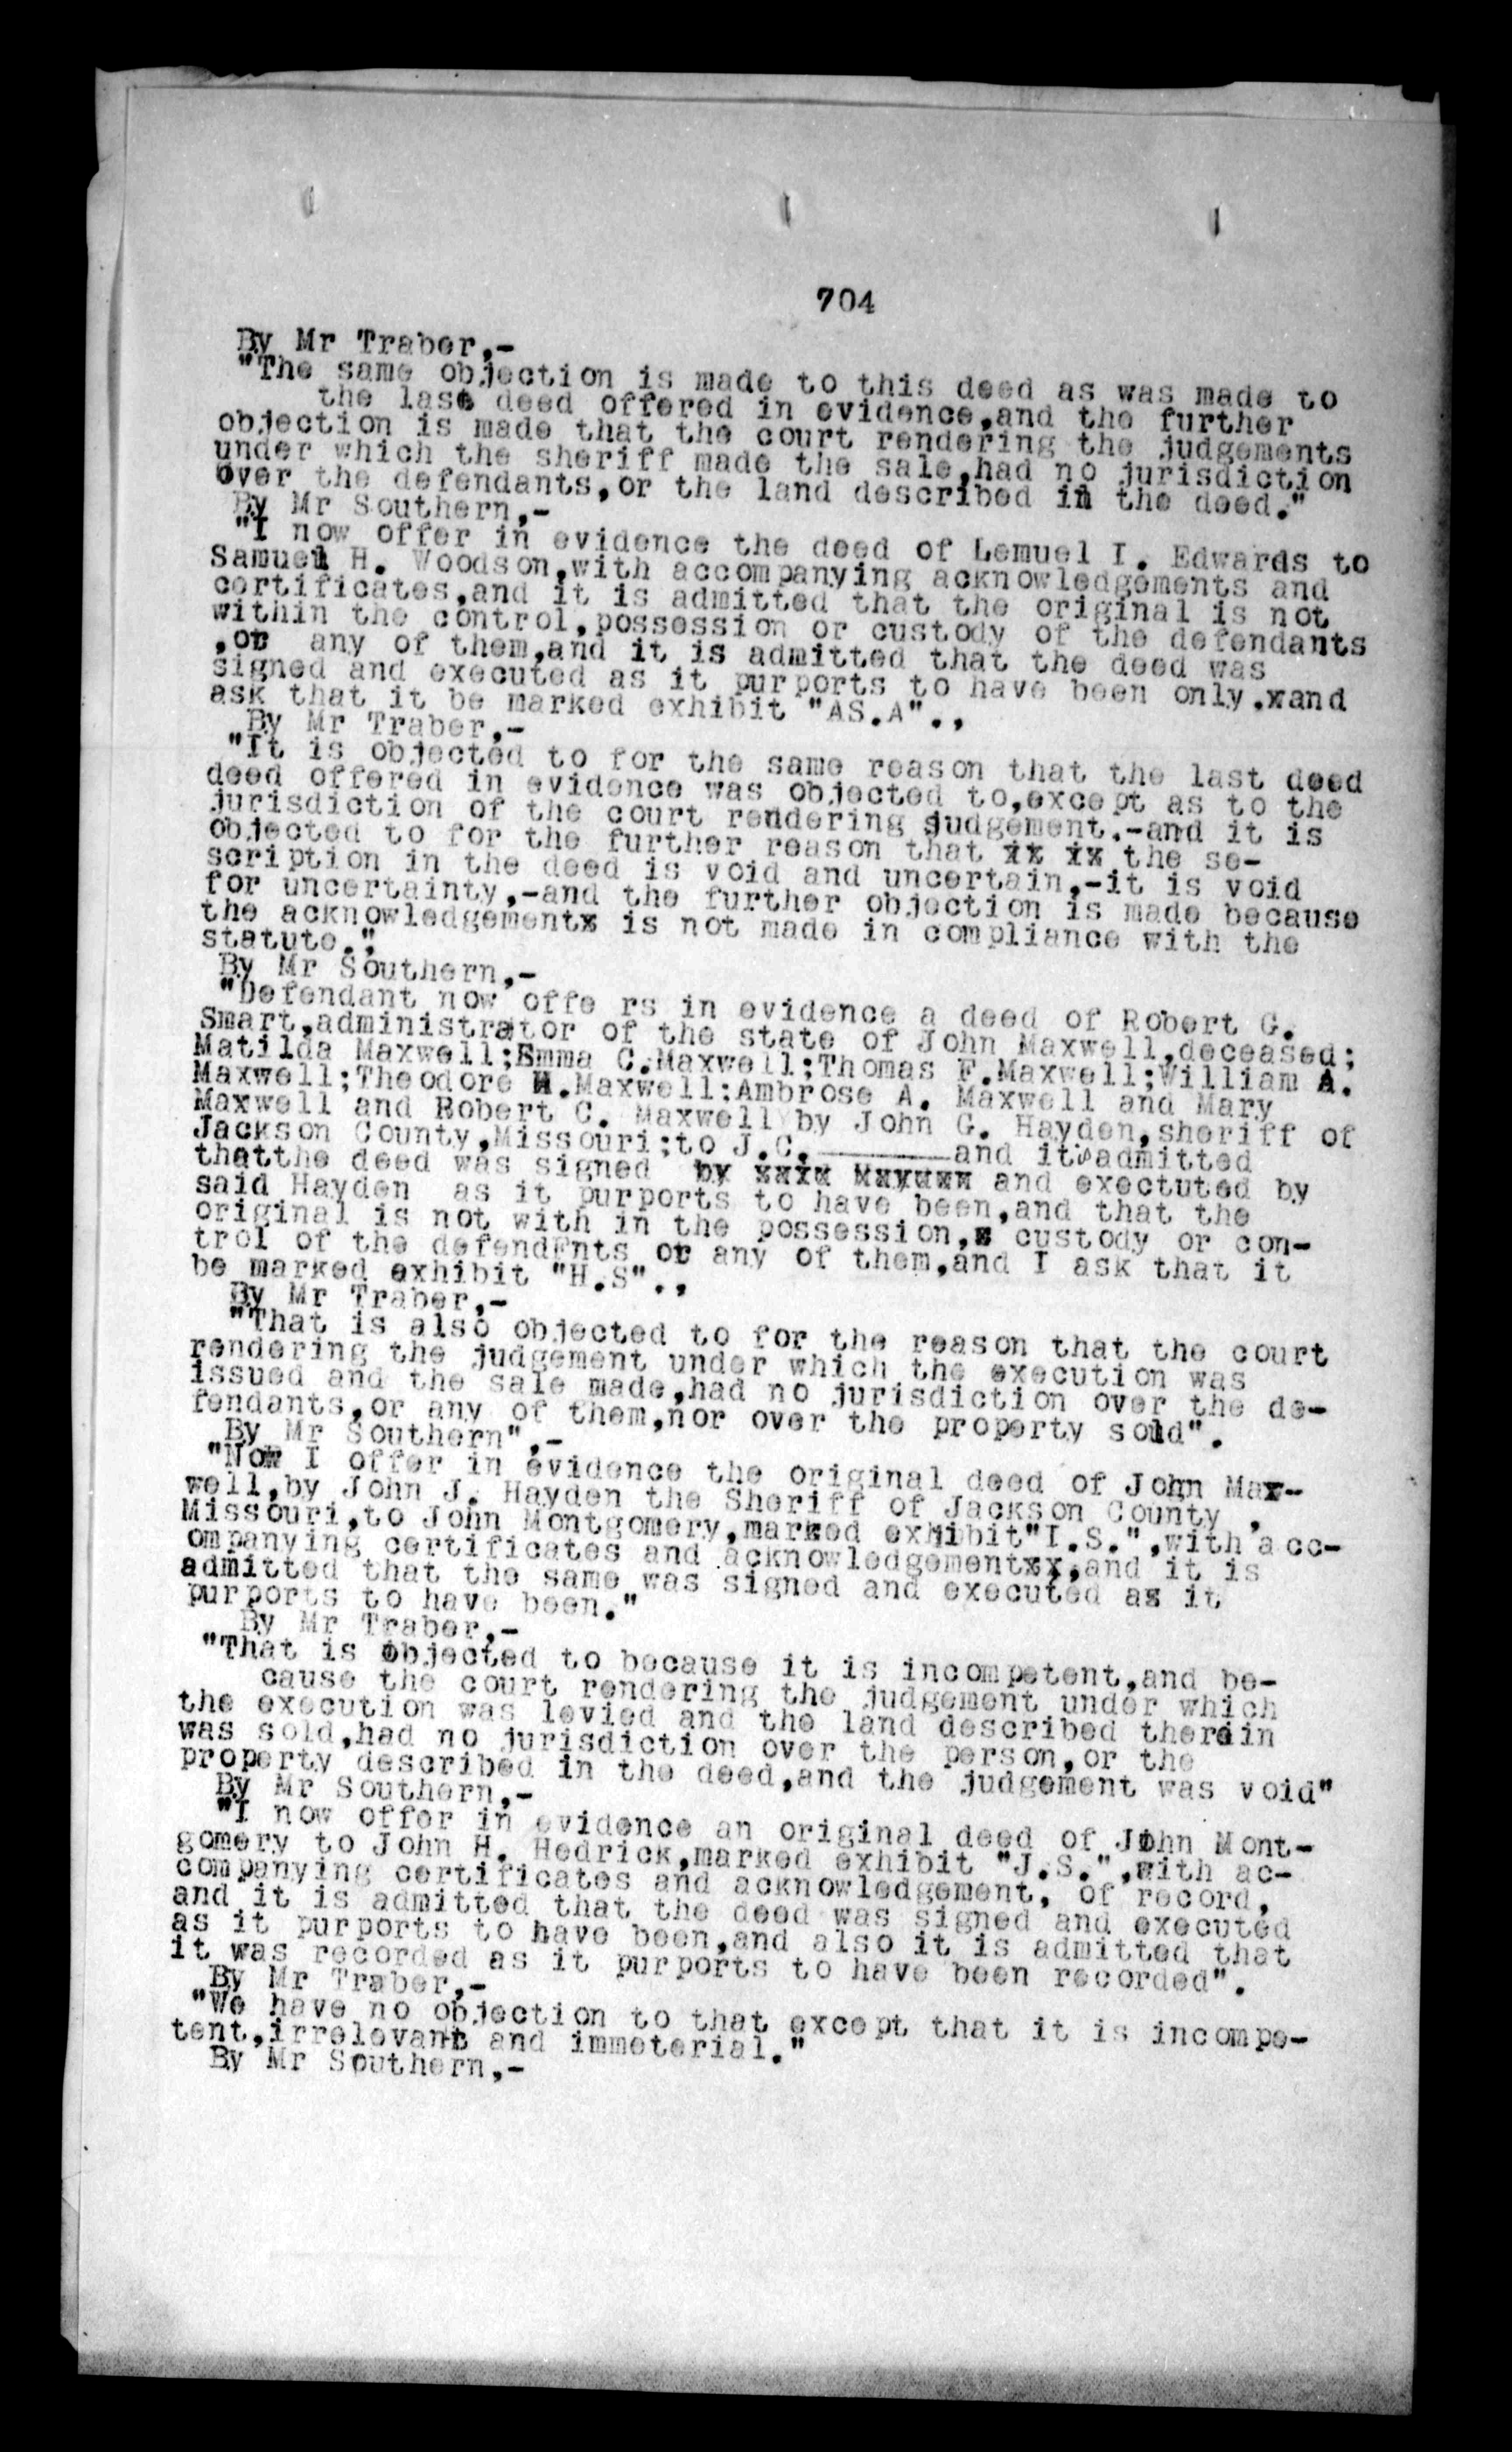 704
By Mr Traber,-
"The same objection is made to this deed as was made to
the last deed offered in evidence,and the further
objection is made that the court rendering the judgements
under which the sheriff made the sale,had no jurisdiction
over the defendants,or the land described in the deed."
By Mr Southern,-
"I now offer in evidence the deed of Lemuel I. Edwards to
Samuel H. Woodson,with accompanying acknowledgements and
certificates,and it is admitted that the original is not
within the control,possession or custody of the defendants
,or any of them,and it is admitted that the deed was
signed and executed as it purports to have been only.xand
ask that it be marked exhibit "AS.A".,
By Mr Traber,-
"It is objected to for the same reason that the last deed
deed offered in evidence was objected to,except as to the
jurisdiction of the court rendering judgement.-and it is
objected to for the further reason that xx xx the se-
scription in the deed is void and uncertain,-it is void
for uncertainty,-and the further objection is made because
the acknowledgementx is not made in compliance with the
statute.",
By Mr Southern,-
"Defendant now offe rs in evidence a deed of Robert G.
Smart,administrator of the state of John Maxwell,deceased;
Matilda Maxwell;Emma C.Maxwell;Thomas F.Maxwell;William A.
Maxwell;Theodore H.Maxwell:Ambrose A. Maxwell and Mary
Maxwell and Robert C. Maxwell by John G. Hayden,sheriff of
Jackson County,Missouri;to J.C.________and it is admitted
thatthe deed was signed by xxxx xxxxxx and exectuted by
said Hayden as it purports to have been,and that the
original is not with in the possession,x custody or con-
trol of the defendEnts or any of them,and I ask that it
be marked exhibit "H.S".,
By Mr Traber,-
"That is also objected to for the reason that the court
rendering the judgement under which the execution was
issued and the sale made,had no jurisdiction over the de-
fendants,or any of them,nor over the property sold".
By Mr Southern",-
"Now I offer in evidence the original deed of John Max-
well,by John J. Hayden the Sheriff of Jackson County ,
Missouri,to John Montgomery,marked exhibit"I.S.",with acc-
ompanying certificates and acknowledgementxx,and it is
admitted that the same was signed and executed as it
purports to have been."
By Mr Traber,-
"That is objected to because it is incompetent,and be-
cause the court rendering the judgement under which
the execution was levied and the land described therein
was sold,had no jurisdiction over the person,or the
property described in the deed,and the judgement was void"
By Mr Southern,-
"I now offer in evidence an original deed of John Mont-
gomery to John H. Hedrick,marked exhibit "J.S.",with ac-
companying certificates and acknowledgement, of record,
and it is admitted that the deed was signed and executed
as it purports to have been,and also it is admitted that
it was recorded as it purports to have been recorded".
By Mr Traber,-
"We have no objection to that except that it is incompe-
tent,irrelevant and immeterial."
By Mr Southern,-